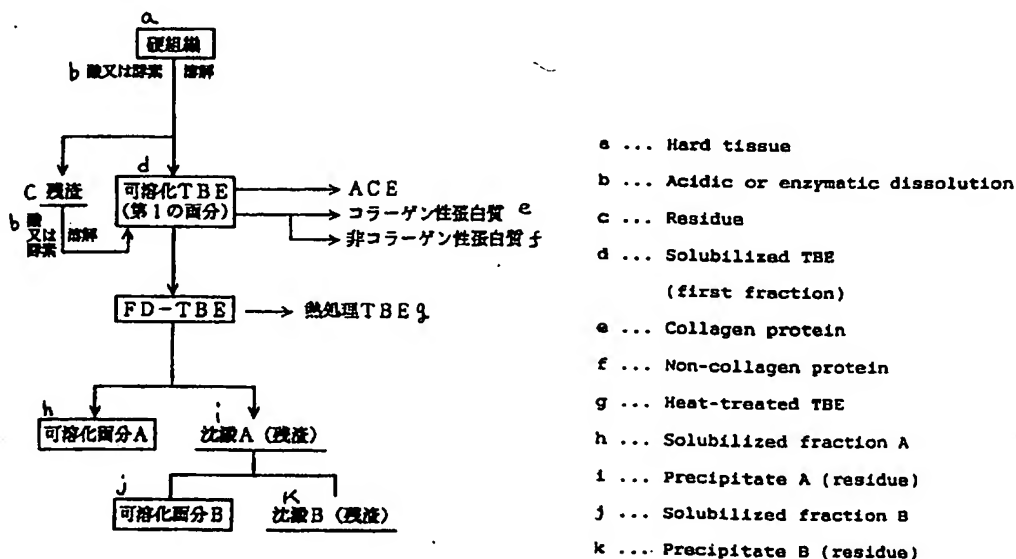 a
硬組織
b 酸又は酵素 溶解
d
c 残渣
可溶化TBE
(第1の画分)
ACE
コラーゲン性蛋白質 e
非コラーゲン性蛋白質 f
b 酸又は酵素 溶解
FD-TBE
熱処理TBE g
h
可溶化画分A
i
沈澱A (残渣)
j
可溶化画分B
k
沈澱B (残渣)
a ... Hard tissue
b ... Acidic or enzymatic dissolution
c ... Residue
d ... Solubilized TBE
(first fraction)
e ... Collagen protein
f ... Non-collagen protein
g ... Heat-treated TBE
h ... Solubilized fraction A
i ... Precipitate A (residue)
j ... Solubilized fraction B
k .... Precipitate B (residue)